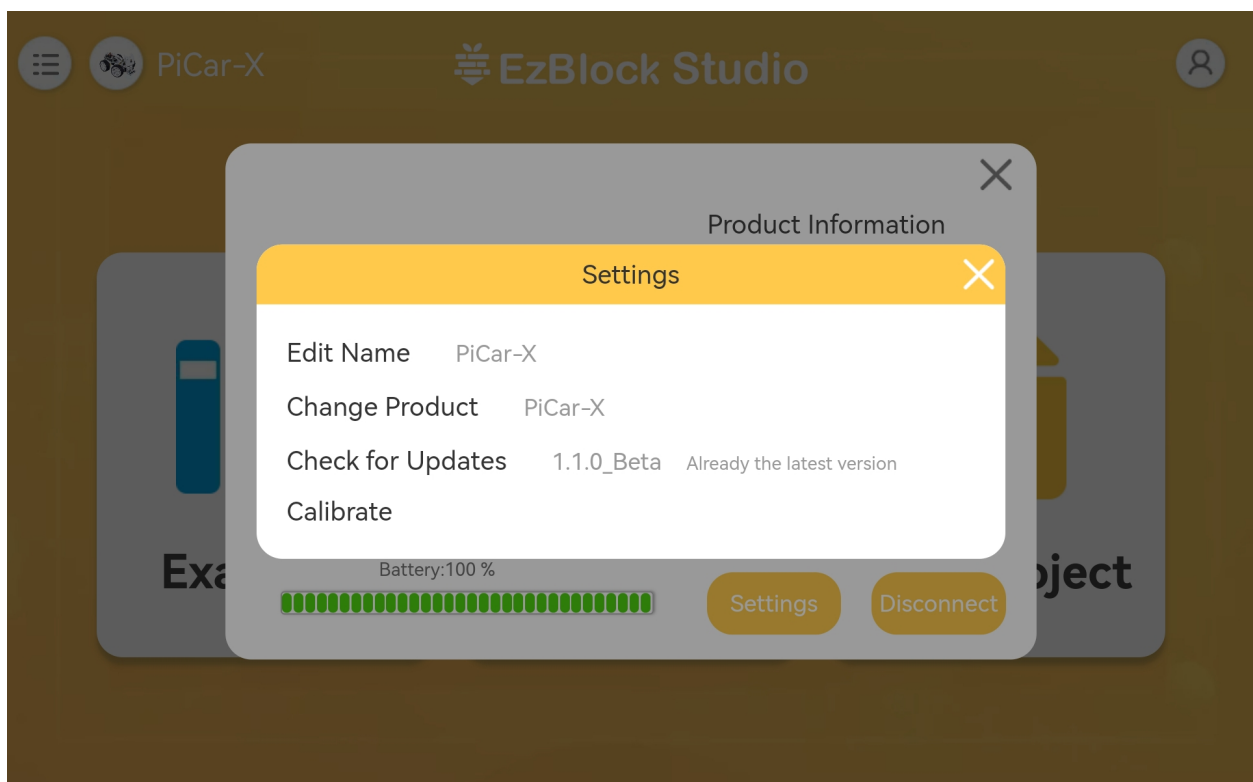 PiCar-X
EzBlock Studio
Product Information
Settings
Edit Name PiCar-X
Change Product PiCar-X
Check for Updates 1.1.0_Beta Already the latest version
Calibrate
Battery:100 %
Settings Disconnect